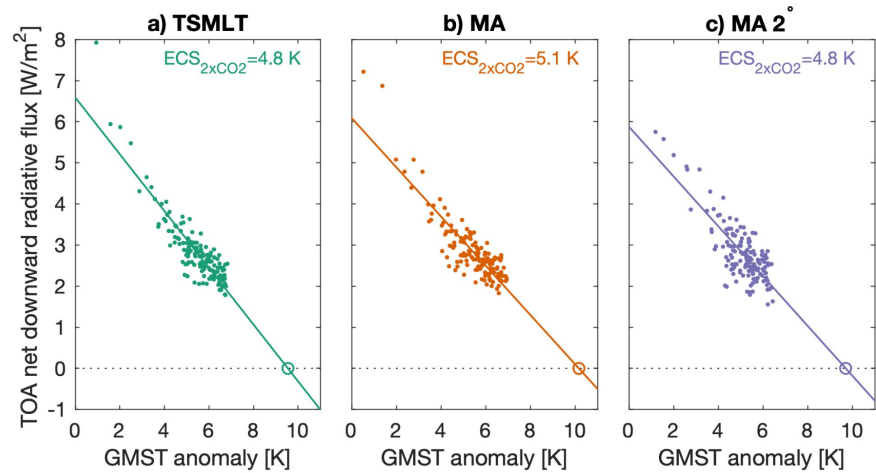 a) TSMLT
b) MA
c) MA 2°
TOA net downward radiative flux [W/m²]
8
7
6
5
4
3
2
1
0
-1
ECS2xCO2=4.8 K
ECS2xCO2=5.1 K
ECS2xCO2=4.8 K
0 2 4 6 8 10
0 2 4 6 8 10
0 2 4 6 8 10
GMST anomaly [K]
GMST anomaly [K]
GMST anomaly [K]